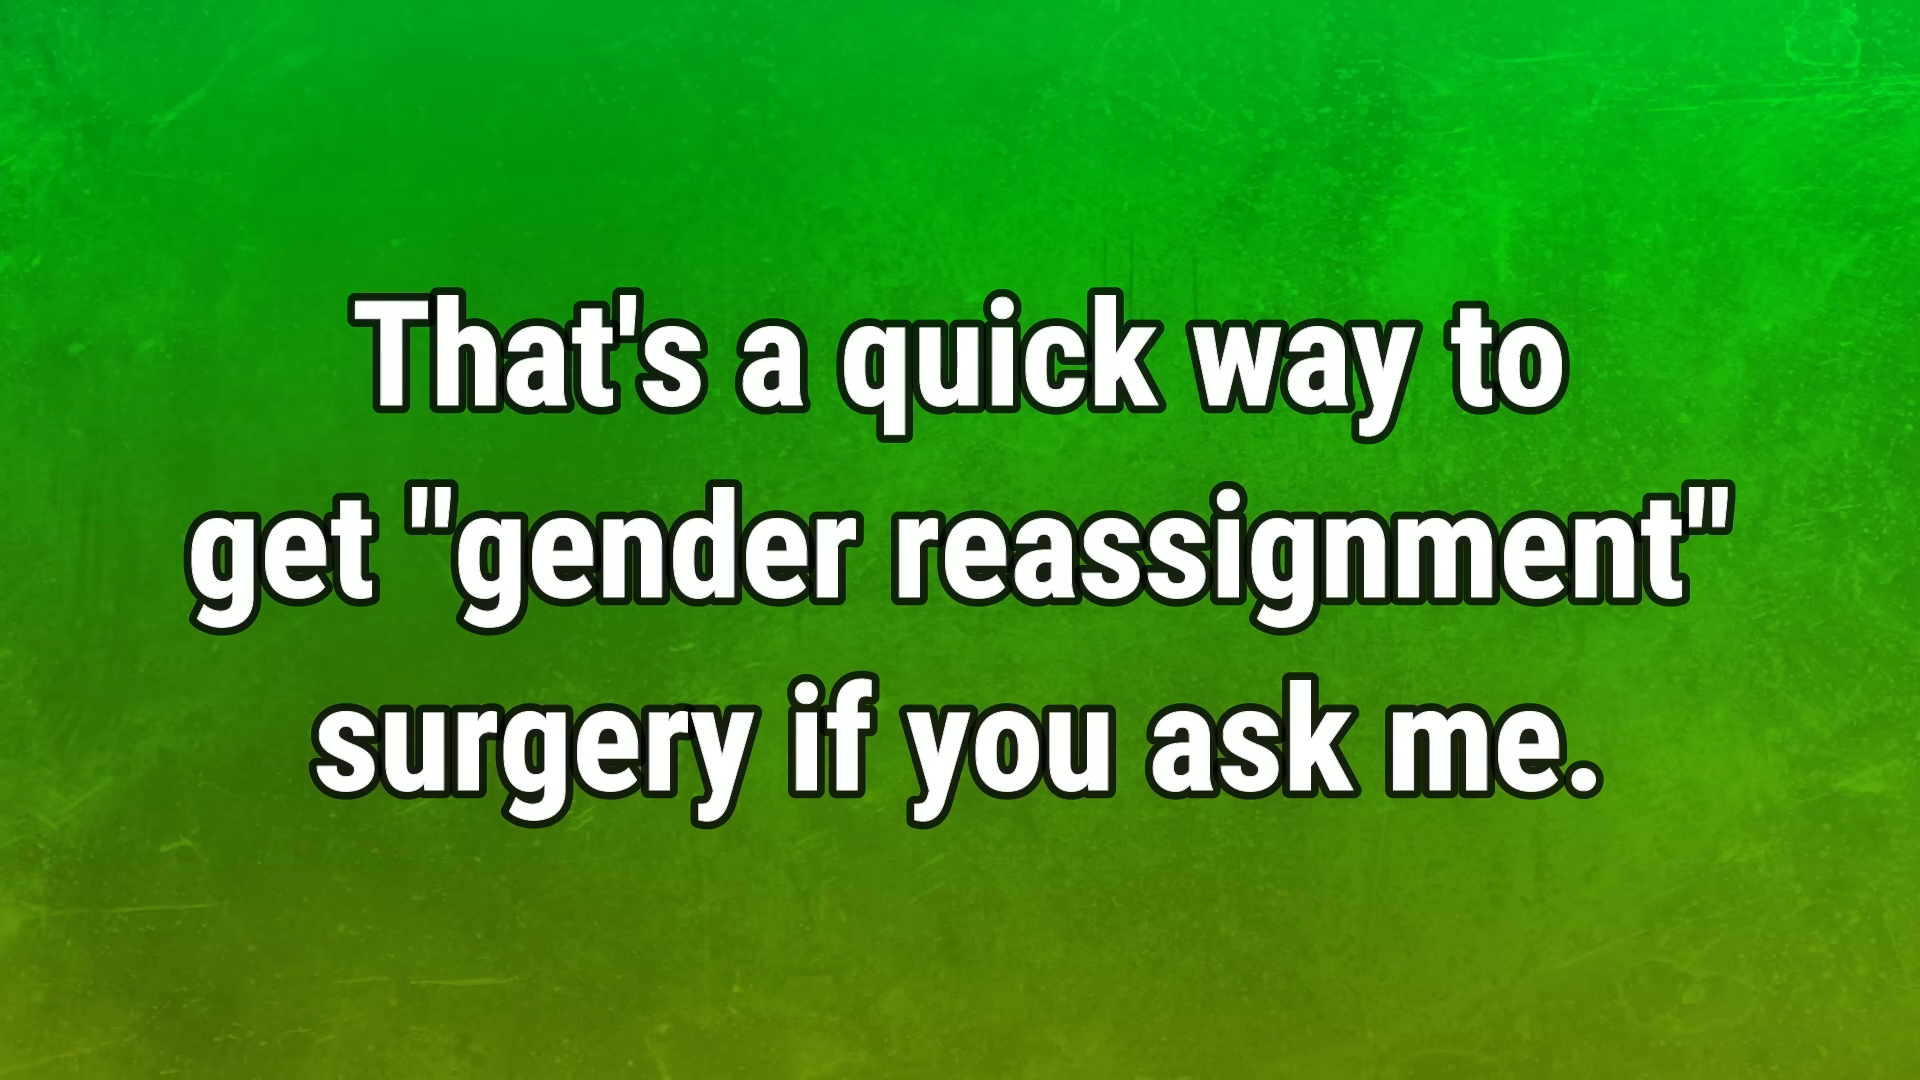 That's a quick way to
get "gender reassignment"
surgery if you ask me.